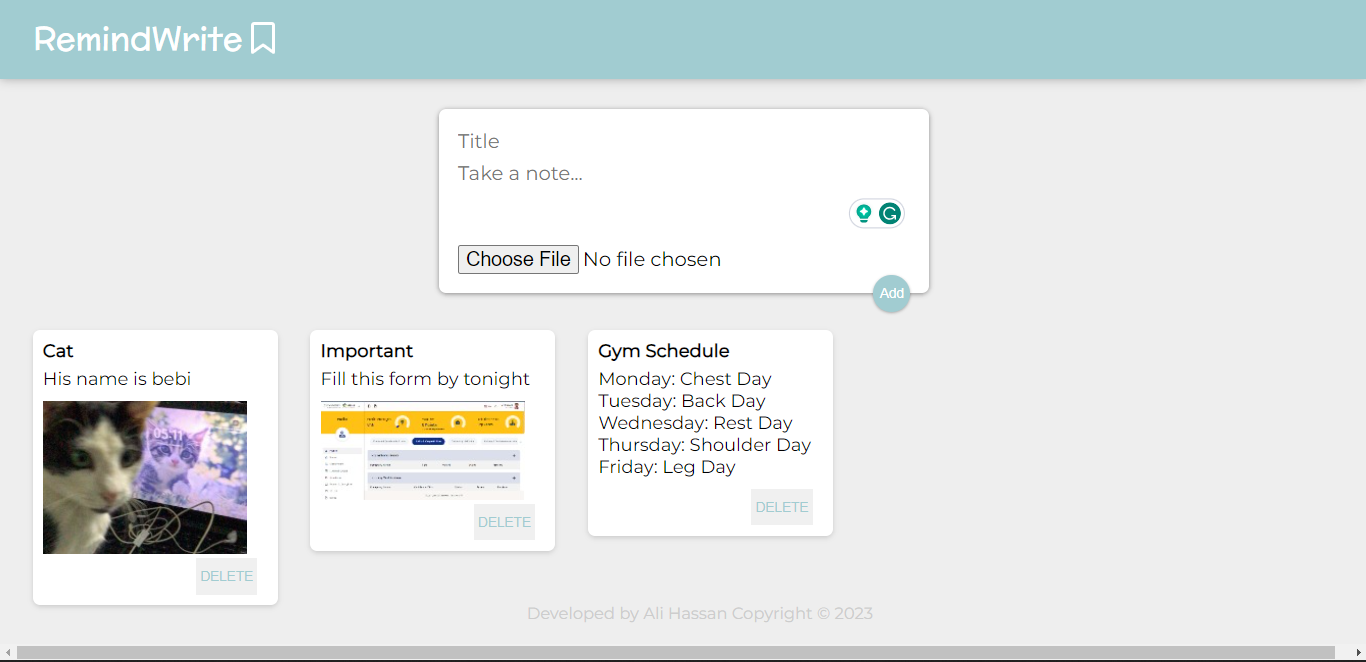 RemindWrite
Title
Take a note...
Choose File No file chosen
Add
Cat
His name is bebi
DELETE
Important
Fill this form by tonight
DELETE
Gym Schedule
Monday: Chest Day
Tuesday: Back Day
Wednesday: Rest Day
Thursday: Shoulder Day
Friday: Leg Day
DELETE
Developed by Ali Hassan Copyright © 2023